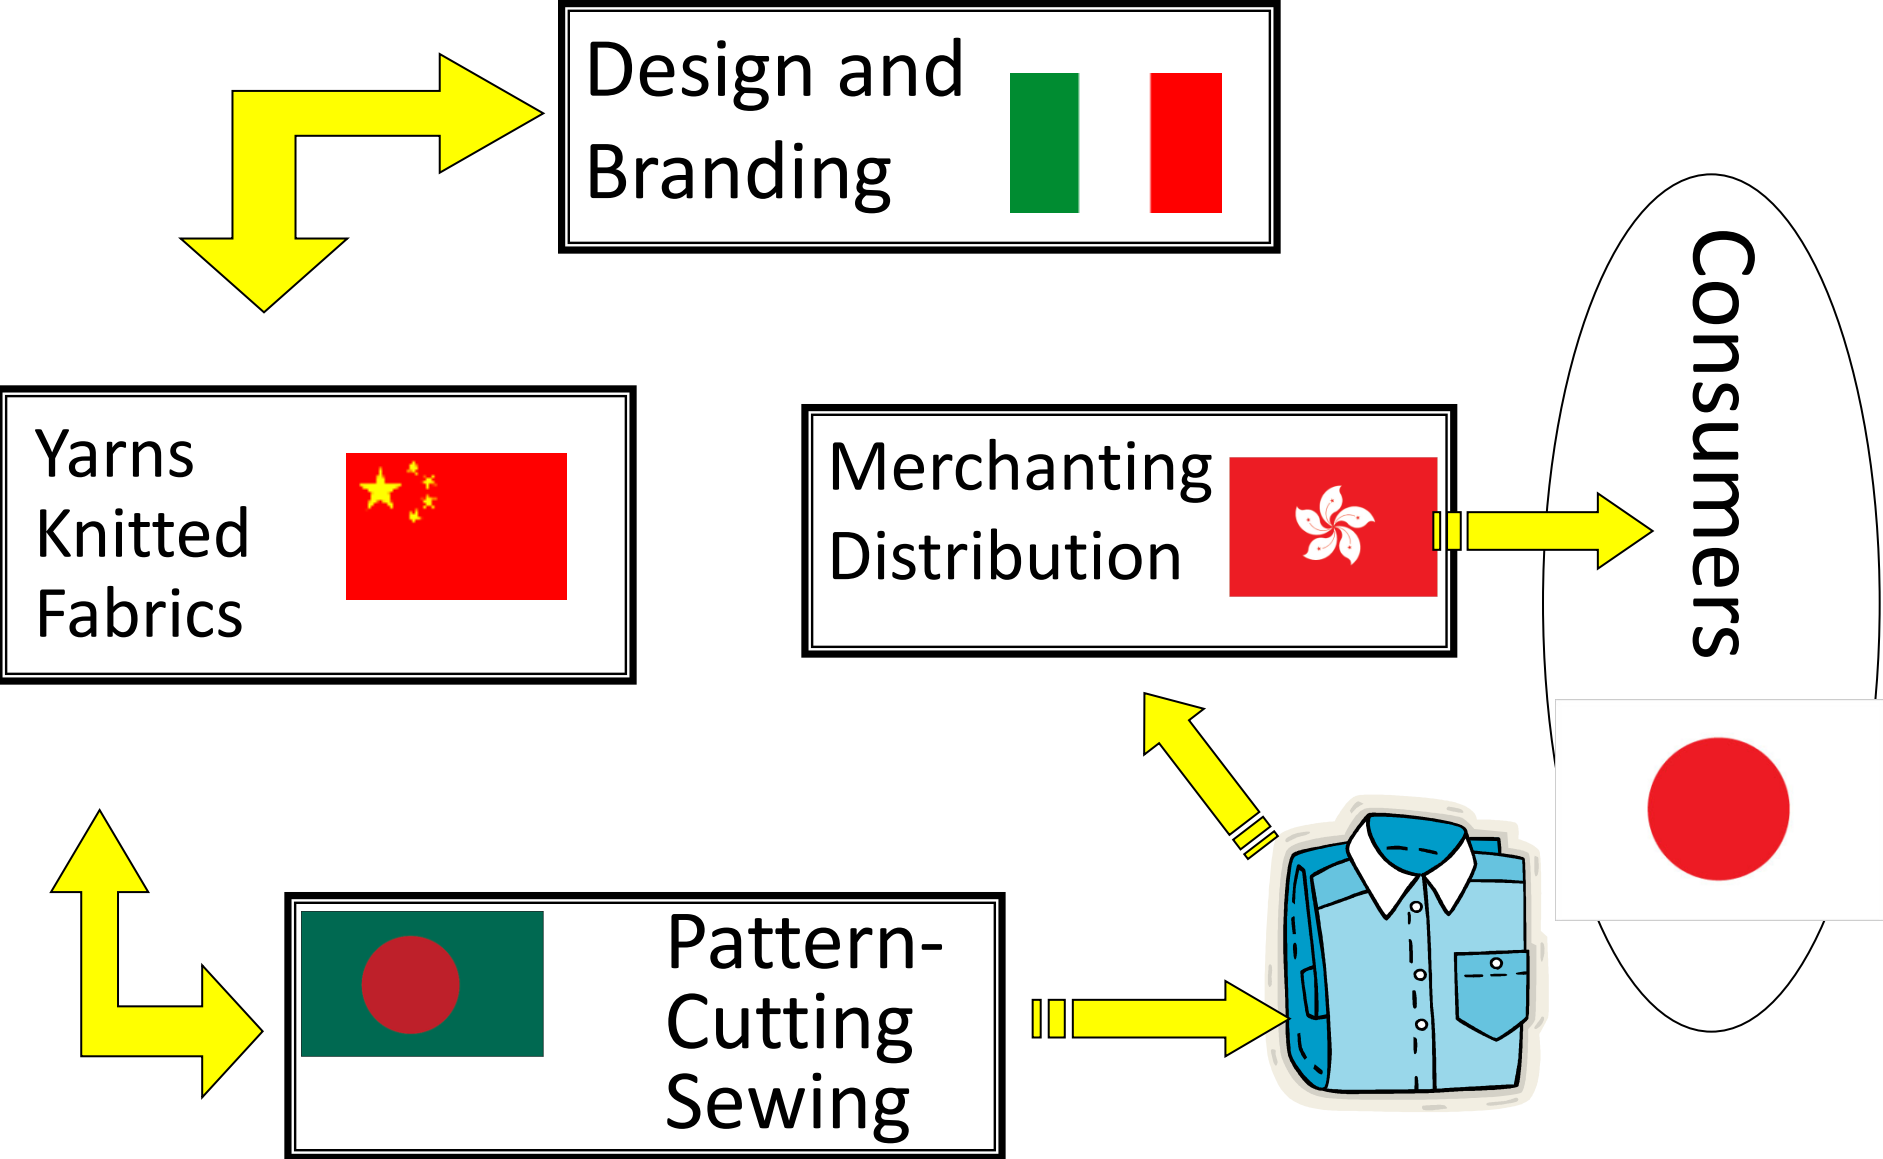 Design and
Branding
Yarns
Knitted
Fabrics
Merchanting
Distribution
Consumers
Pattern-
Cutting
Sewing